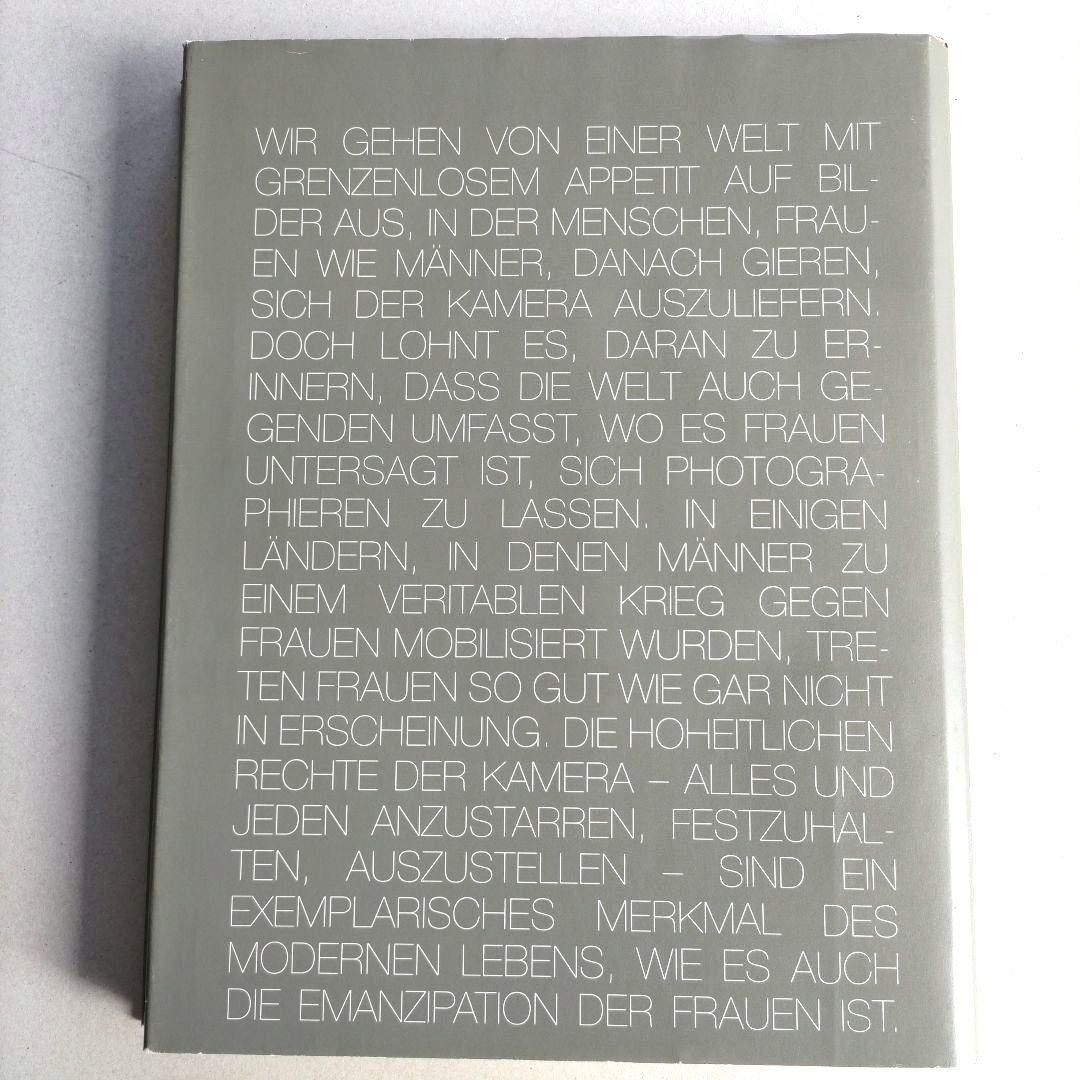 WIR GEHEN VON EINER WELT MIT
GRENZENLOSEM APPETIT AUF BIL-
DER AUS, IN DER MENSCHEN, FRAU-
EN WIE MÄNNER, DANACH GIEREN,
SICH DER KAMERA AUSZULIEFERN.
DOCH LOHNT ES, DARAN ZU ER-
INNERN, DASS DIE WELT AUCH GE-
GENDEN UMFASST, WO ES FRAUEN
UNTERSAGT IST, SICH PHOTOGRA-
PHIEREN ZU LASSEN. IN EINIGEN
LÄNDERN, IN DENEN MÄNNER ZU
EINEM VERITABLEN KRIEG GEGEN
FRAUEN MOBILISIERT WURDEN, TRE-
TEN FRAUEN SO GUT WIE GAR NICHT
IN ERSCHEINUNG. DIE HOHEITLICHEN
RECHTE DER KAMERA – ALLES UND
JEDEN ANZUSTARREN, FESTZUHAL-
TEN, AUSZUSTELLEN – SIND EIN
EXEMPLARISCHES MERKMAL DES
MODERNEN LEBENS, WIE ES AUCH
DIE EMANZIPATION DER FRAUEN IST.